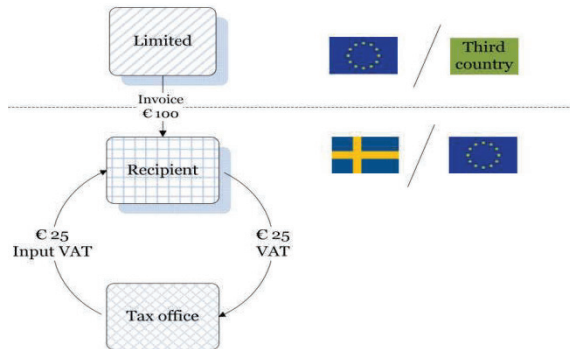 Limited
Third
country
Invoice
€ 100
Recipient
€ 25
Input VAT
€ 25
VAT
Tax office